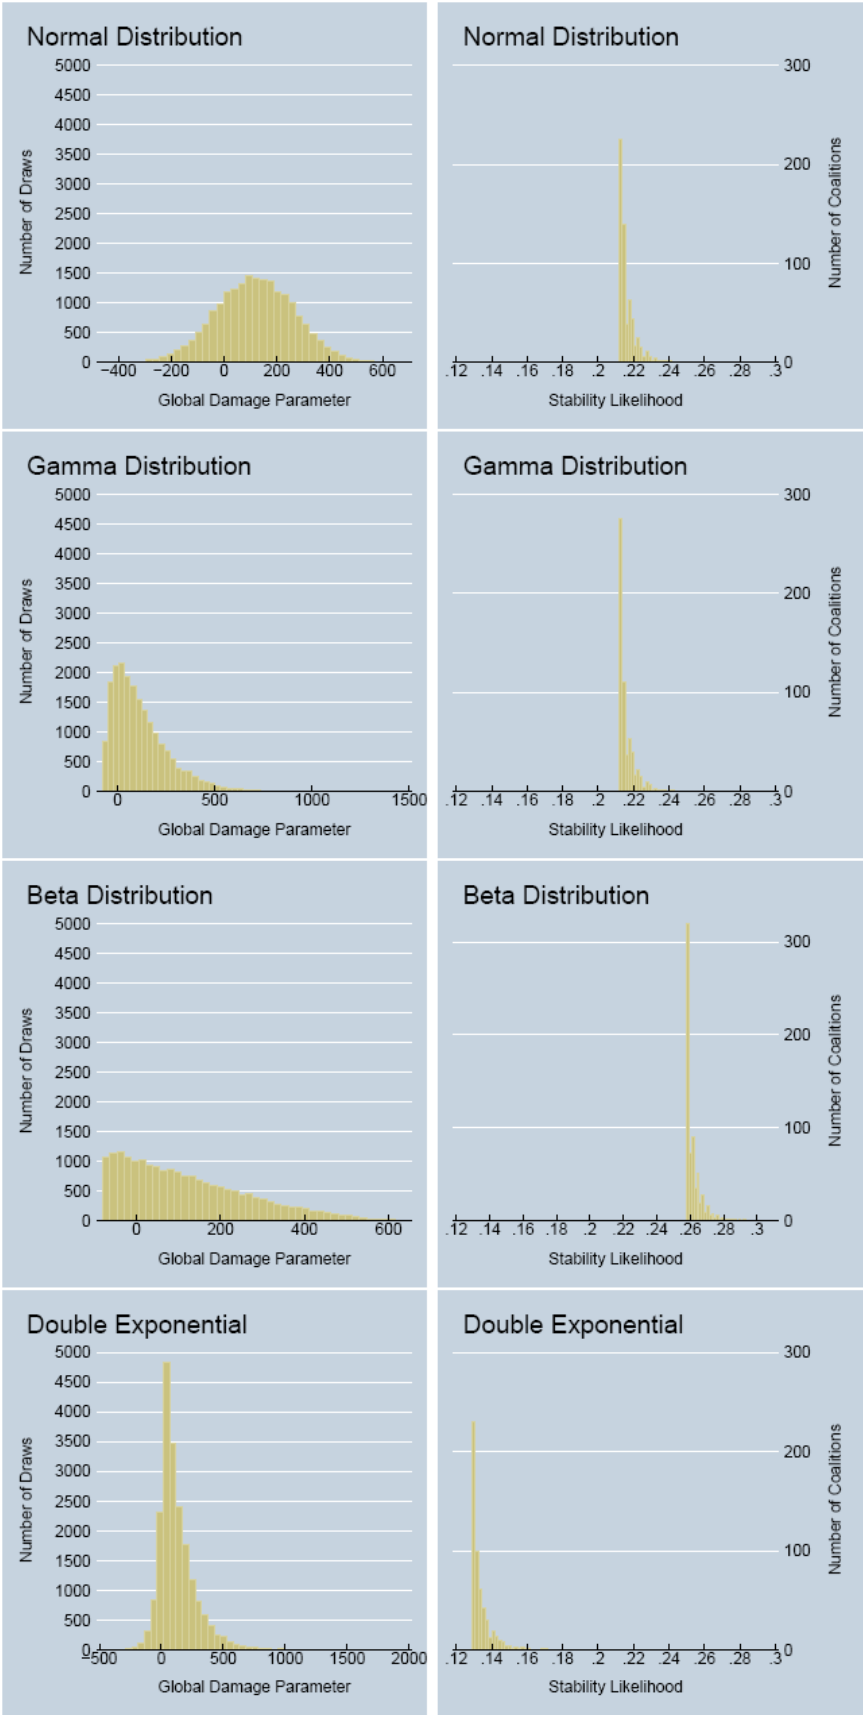 Normal Distribution
5000
4500
4000
3500
3000
2500
2000
1500
1000
500
0
Number of Draws
−400 −200 0 200 400 600
Global Damage Parameter
Normal Distribution
300
200
100
0
Number of Coalitions
.12 .14 .16 .18 .2 .22 .24 .26 .28 .3
Stability Likelihood
Gamma Distribution
5000
4500
4000
3500
3000
2500
2000
1500
1000
500
0
Number of Draws
0 500 1000 1500
Global Damage Parameter
Gamma Distribution
300
200
100
0
Number of Coalitions
.12 .14 .16 .18 .2 .22 .24 .26 .28 .3
Stability Likelihood
Beta Distribution
5000
4500
4000
3500
3000
2500
2000
1500
1000
500
0
Number of Draws
0 200 400 600
Global Damage Parameter
Beta Distribution
300
200
100
0
Number of Coalitions
.12 .14 .16 .18 .2 .22 .24 .26 .28 .3
Stability Likelihood
Double Exponential
5000
4500
4000
3500
3000
2500
2000
1500
1000
500
0
Number of Draws
−500 0 500 1000 1500 2000
Global Damage Parameter
Double Exponential
300
200
100
0
Number of Coalitions
.12 .14 .16 .18 .2 .22 .24 .26 .28 .3
Stability Likelihood